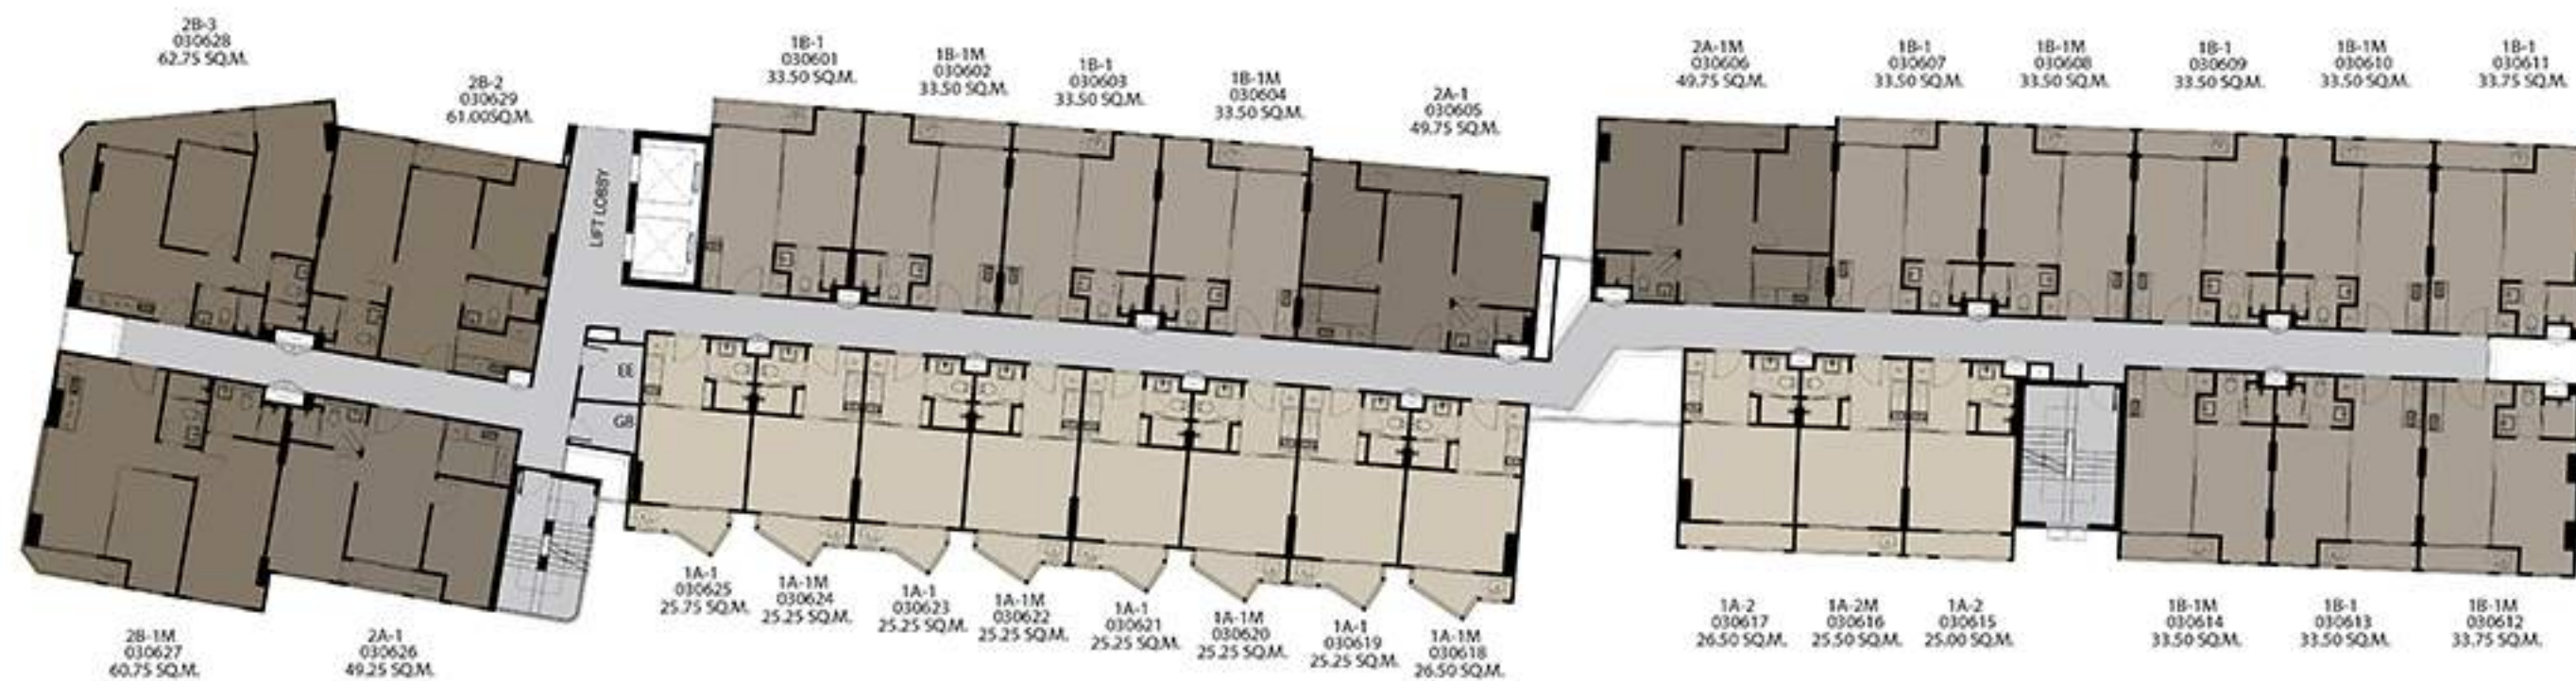 2B-3
030628
62.75 SQ.M.
2B-2
030629
61.00SQ.M.
1B-1
030601
33.50 SQ.M.
1B-1M
030602
33.50 SQ.M.
1B-1
030603
33.50 SQ.M.
1B-1M
030604
33.50 SQ.M.
2A-1
030605
49.75 SQ.M.
2A-1M
030606
49.75 SQ.M.
1B-1
030607
33.50 SQ.M.
1B-1M
030608
33.50 SQ.M.
1B-1
030609
33.50 SQ.M.
1B-1M
030610
33.50 SQ.M.
1B-1
030611
33.75 SQ.M.
LIFT LOBBY
EE
GB
2B-1M
030627
60.75 SQ.M.
2A-1
030626
49.25 SQ.M.
1A-1
030625
25.75 SQ.M.
1A-1M
030624
25.25 SQ.M.
1A-1
030623
25.25 SQ.M.
1A-1M
030622
25.25 SQ.M.
1A-1
030621
25.25 SQ.M.
1A-1M
030620
25.25 SQ.M.
1A-1
030619
25.25 SQ.M.
1A-1M
030618
26.50 SQ.M.
1A-2
030617
26.50 SQ.M.
1A-2M
030616
25.50 SQ.M.
1A-2
030615
25.00 SQ.M.
1B-1M
030614
33.50 SQ.M.
1B-1
030613
33.50 SQ.M.
1B-1M
030612
33.75 SQ.M.